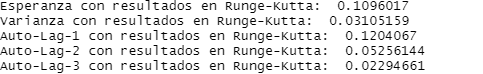 Esperanza con resultados en Runge-Kutta:  0.1096017
Varianza con resultados en Runge-Kutta:  0.03105159
Auto-Lag-1 con resultados en Runge-Kutta:  0.1204067
Auto-Lag-2 con resultados en Runge-Kutta:  0.05256144
Auto-Lag-3 con resultados en Runge-Kutta:  0.02294661